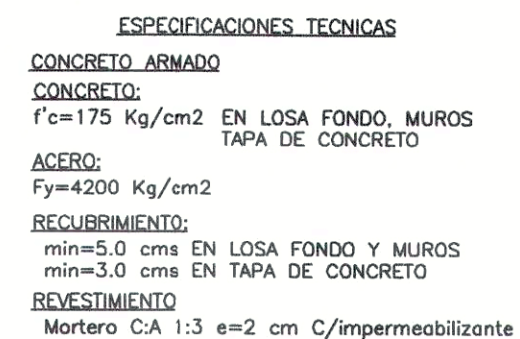 ESPECIFICACIONES TECNICAS
CONCRETO ARMADO
CONCRETO:
f'c=175 Kg/cm2 EN LOSA FONDO, MUROS
TAPA DE CONCRETO
ACERO:
Fy=4200 Kg/cm2
RECUBRIMIENTO:
min=5.0 cms EN LOSA FONDO Y MUROS
min=3.0 cms EN TAPA DE CONCRETO
REVESTIMIENTO
Mortero C:A 1:3 e=2 cm C/impermeabilizante